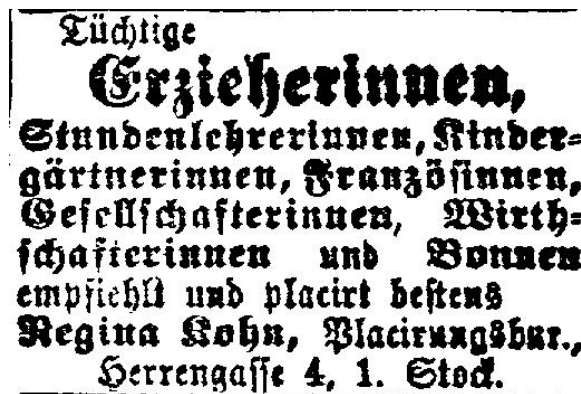 Tüchtige
Erzieherinnen,
Stundenlehrerinnen, Kinder-
gärtnerinnen, Französinnen,
Gesellschafterinnen, Wirth-
schafterinnen und Bonnen
empfiehlt und placirt bestens
Regina Kohn, Placirungsbur.,
Herrengasse 4, 1. Stock.